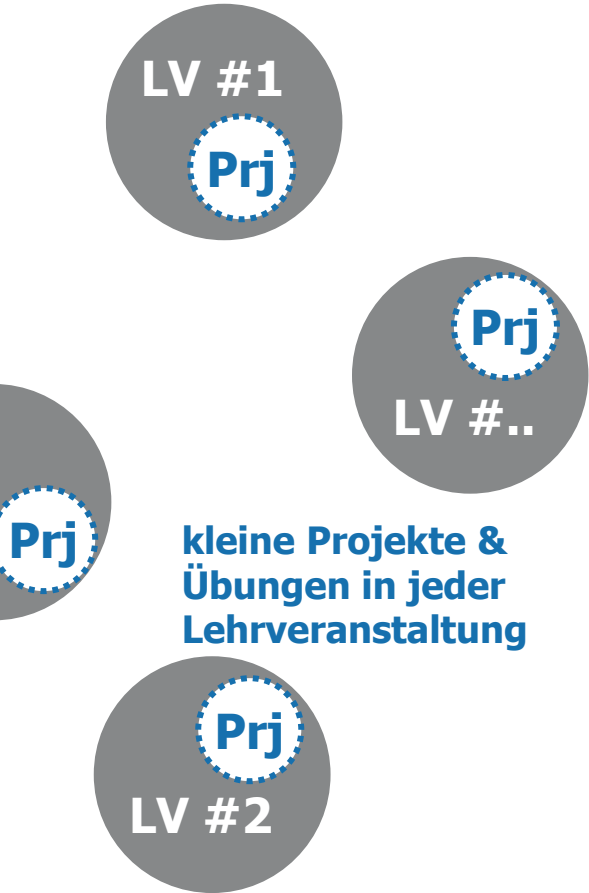 LV #1
Prj
Prj
LV #..
Prj
kleine Projekte &
Übungen in jeder
Lehrveranstaltung
Prj
LV #2